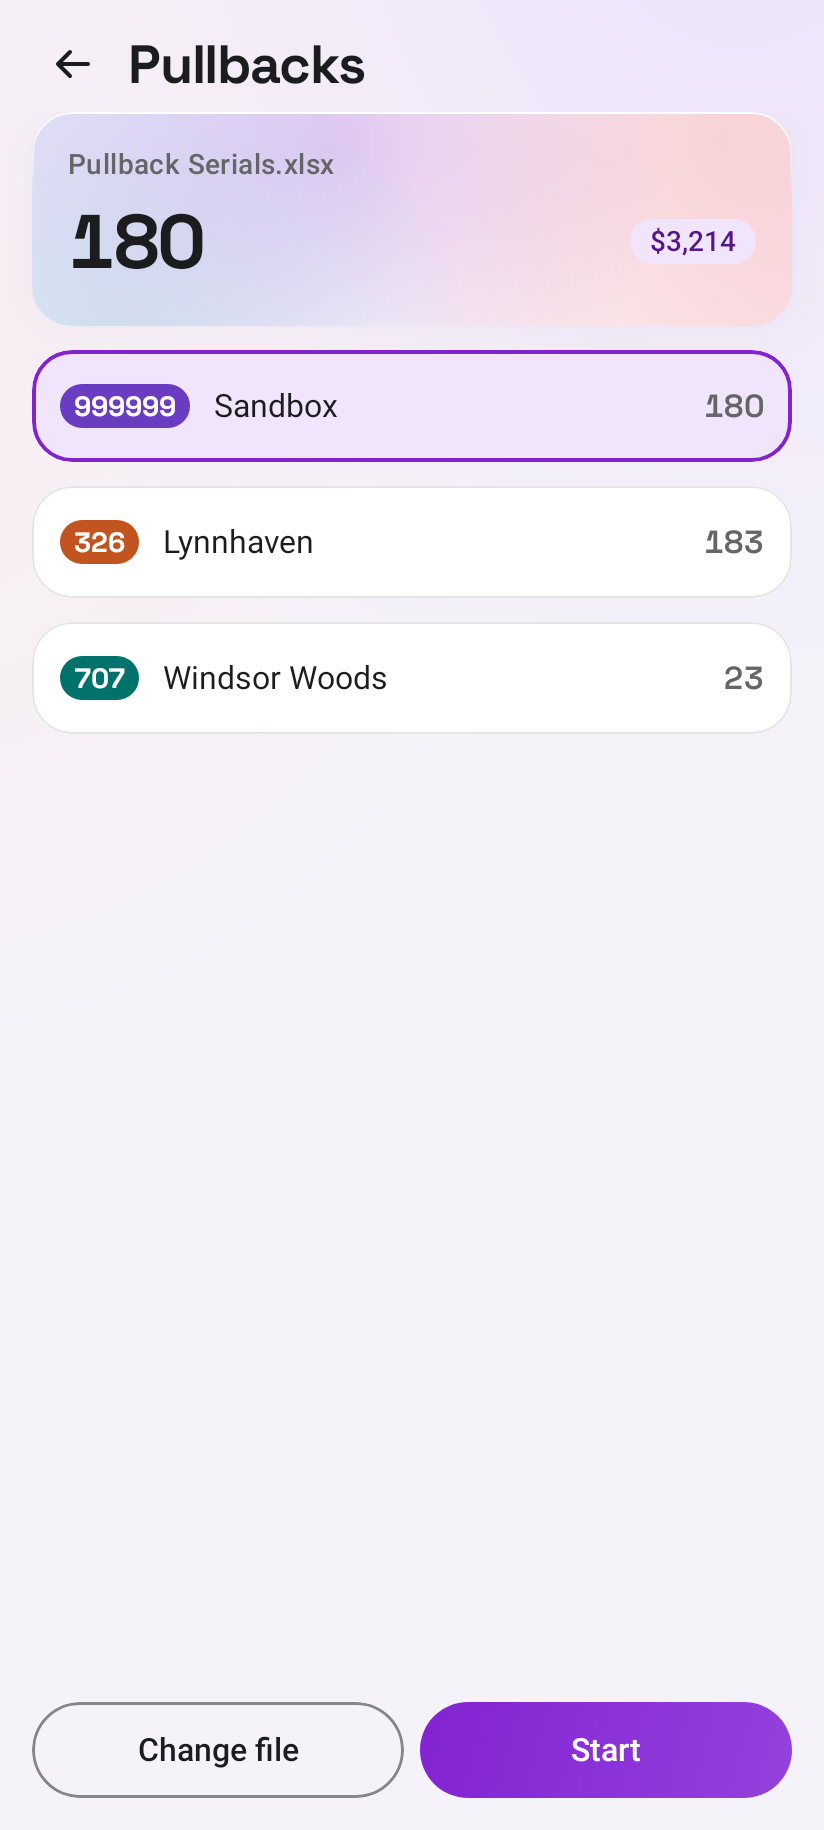 Pullbacks
Pullback Serials.xlsx
180
$3,214
999999 Sandbox 180
326 Lynnhaven 183
707 Windsor Woods 23
Change file Start